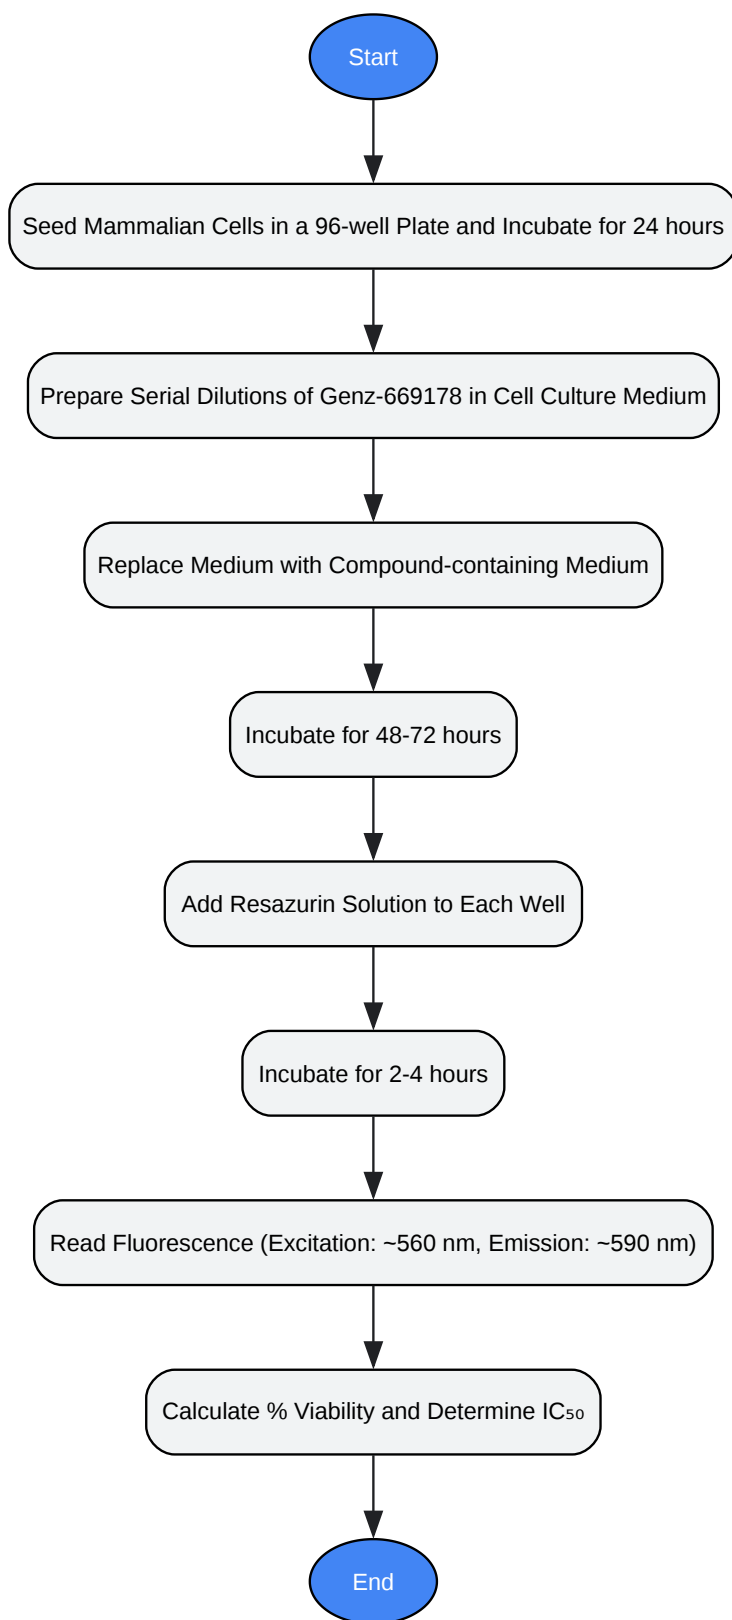 Start
Seed Mammalian Cells in a 96-well Plate and Incubate for 24 hours
Prepare Serial Dilutions of Genz-669178 in Cell Culture Medium
Replace Medium with Compound-containing Medium
Incubate for 48-72 hours
Add Resazurin Solution to Each Well
Incubate for 2-4 hours
Read Fluorescence (Excitation: ~560 nm, Emission: ~590 nm)
Calculate % Viability and Determine IC₅₀
End